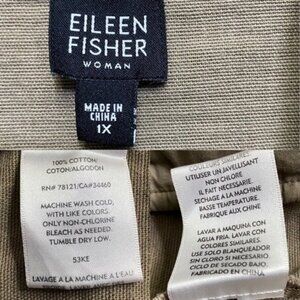 EILEEN
FISHER
WOMAN
MADE IN
CHINA
1X
100% COTTON/
COTON/ALGODON
RN# 78121/CA#34460
MACHINE WASH COLD,
WITH LIKE COLORS.
ONLY NON-CHLORINE
BLEACH AS NEEDED.
TUMBLE DRY LOW.
53KE
LAVAGE A LA MACHINE A L'EAU
COULEURS SIMILAIRES.
UTILISER UN JAVELLISANT
NON CHLORE
SI IL FAIT NECESSAIRE
SECHAGE A LA MACHINE
BASSE TEMPERATURE.
FABRIQUE AUX CHINE
LAVAR A MAQUINA CON
AGUA FRIA. LAVAR CON
COLORES SIMILARES.
USE SOLO BLANQUEADOR
SIN CLORO SI NECESARIO
CICLO DE SECADO BAJO.
FABRICADO EN CHINA.